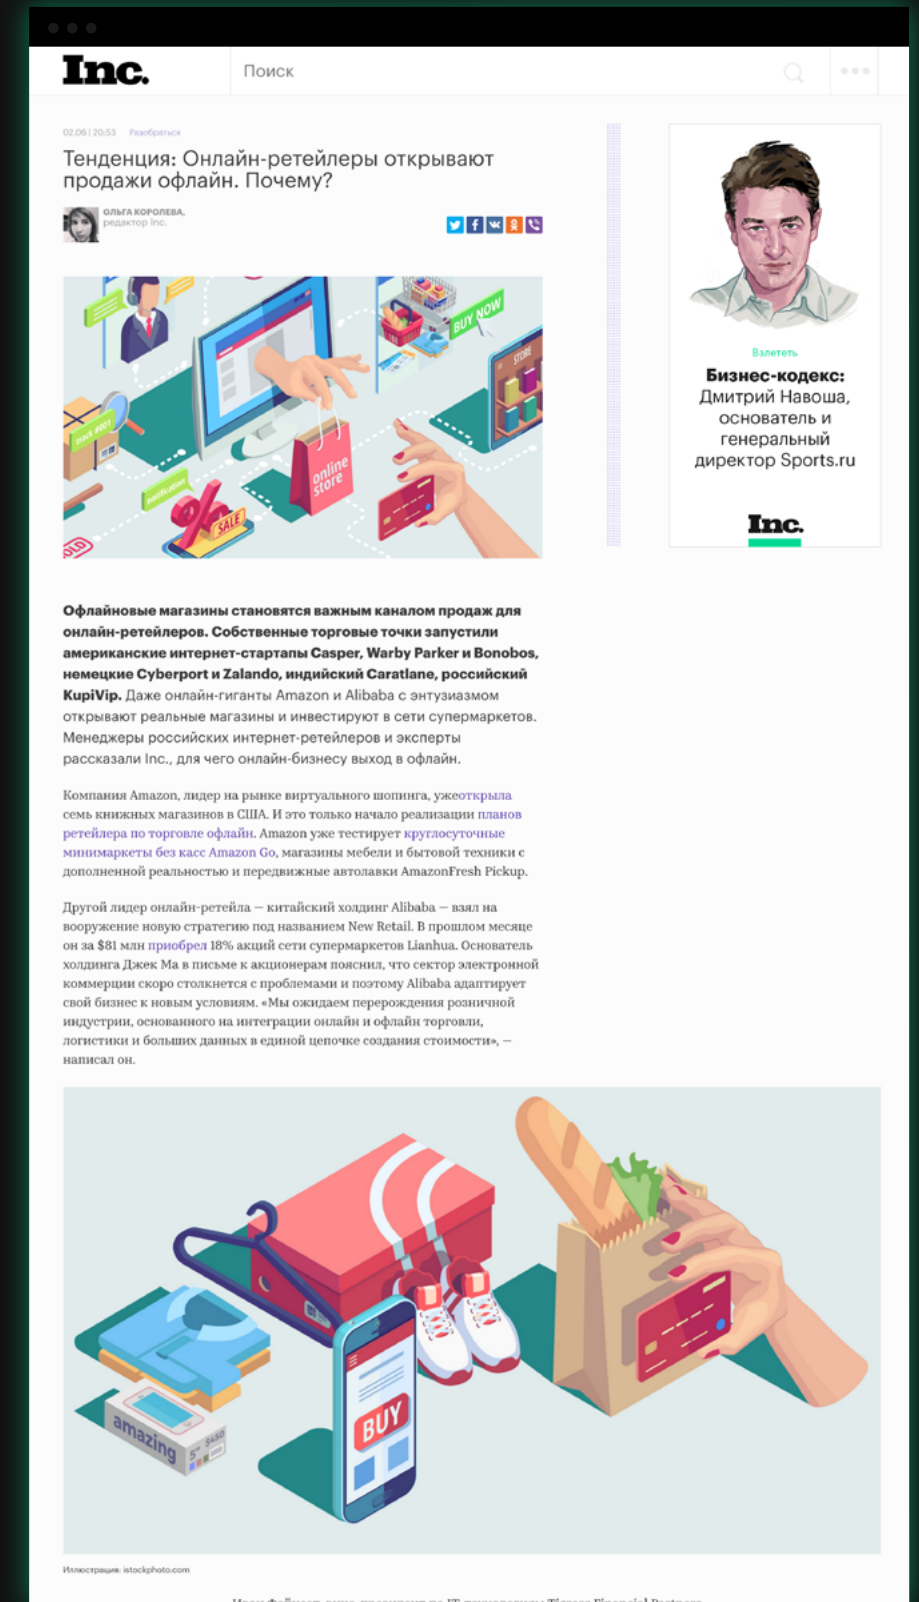 Inc.
Поиск
02.06 | 20:53 Разобраться
Тенденция: Онлайн-ретейлеры открывают
продажи офлайн. Почему?
ОЛЬГА КОРОЛЕВА,
редактор Inc.
BUY NOW
STORE
track #801
online
store
notification
%
SALE
SOLD
Взлететь
Бизнес-кодекс:
Дмитрий Навоша,
основатель и
генеральный
директор Sports.ru
Inc.
Офлайновые магазины становятся важным каналом продаж для
онлайн-ретейлеров. Собственные торговые точки запустили
американские интернет-стартапы Casper, Warby Parker и Bonobos,
немецкие Cyberport и Zalando, индийский Caratlane, российский
KupiVip. Даже онлайн-гиганты Amazon и Alibaba с энтузиазмом
открывают реальные магазины и инвестируют в сети супермаркетов.
Менеджеры российских интернет-ретейлеров и эксперты
рассказали Inc., для чего онлайн-бизнесу выход в офлайн.
Компания Amazon, лидер на рынке виртуального шопинга, ужеоткрыла
семь книжных магазинов в США. И это только начало реализации планов
ретейлера по торговле офлайн. Amazon уже тестирует круглосуточные
минимаркеты без касс Amazon Go, магазины мебели и бытовой техники с
дополненной реальностью и передвижные автолавки AmazonFresh Pickup.
Другой лидер онлайн-ретейла — китайский холдинг Alibaba — взял на
вооружение новую стратегию под названием New Retail. В прошлом месяце
он за $81 млн приобрел 18% акций сети супермаркетов Lianhua. Основатель
холдинга Джек Ма в письме к акционерам пояснил, что сектор электронной
коммерции скоро столкнется с проблемами и поэтому Alibaba адаптирует
свой бизнес к новым условиям. «Мы ожидаем перерождения розничной
индустрии, основанного на интеграции онлайн и офлайн торговли,
логистики и больших данных в единой цепочке создания стоимости», —
написал он.
amazing
5" $450
BUY
Иллюстрация: istockphoto.com